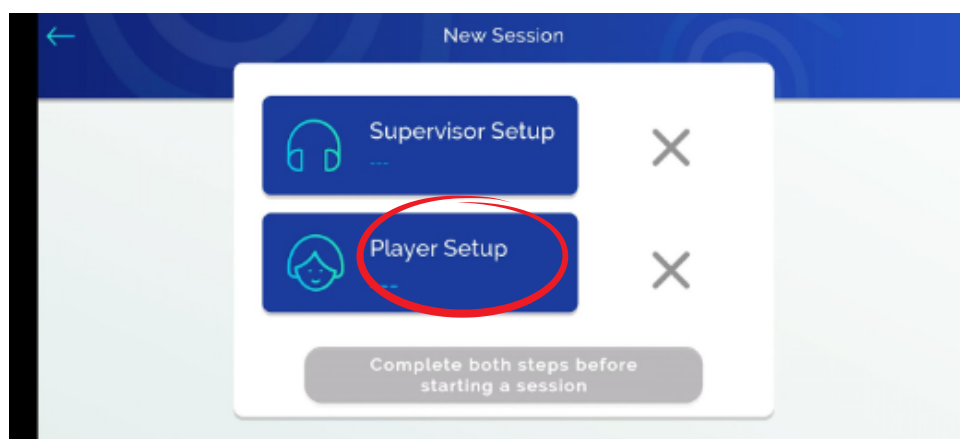 New Session
Supervisor Setup
---
Player Setup
---
Complete both steps before
starting a session